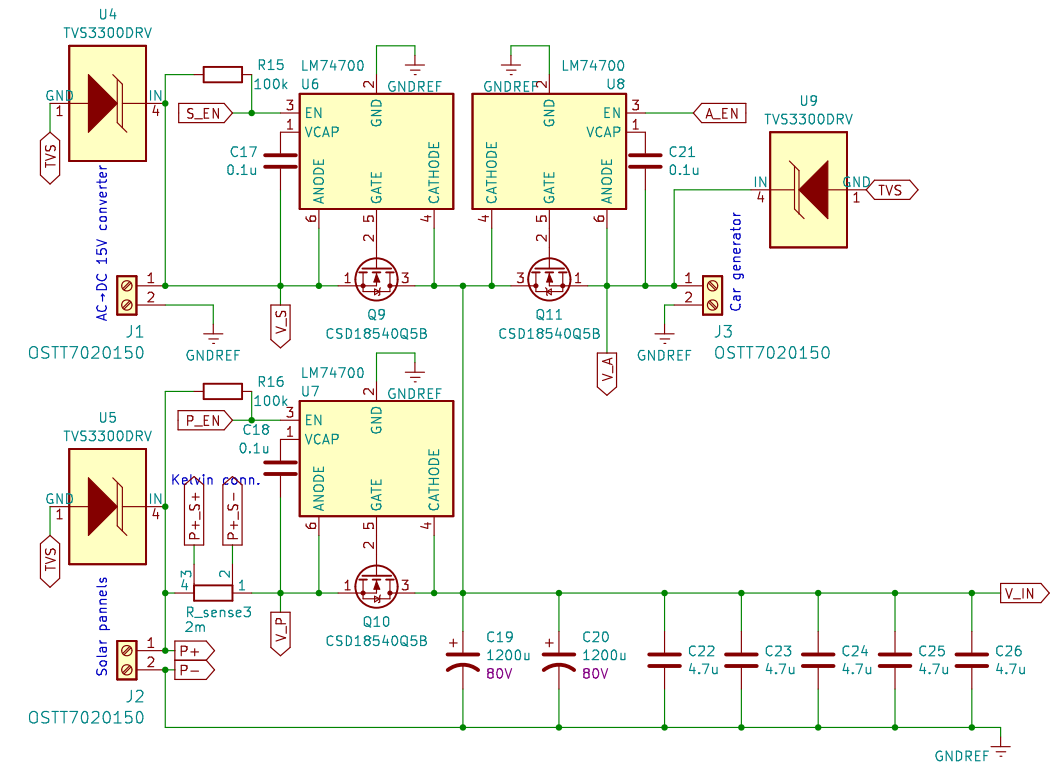 U4
TVS3300DRV
GND
1
IN
4
TVS
R15
100k
S_EN
LM74700
U6
3
EN
1
VCAP
2
GND
GNDREF
ANODE
GATE
CATHODE
6
5
4
C17
0.1u
AC→DC 15V converter
1
2
J1
OSTT7020150
GNDREF
V_S
2
1
3
Q9
CSD18540Q5B
LM74700
U8
GNDREF
2
GND
EN
3
VCAP
1
A_EN
CATHODE
GATE
ANODE
4
5
6
C21
0.1u
U9
TVS3300DRV
IN
4
GND
1
TVS
Car generator
2
3
1
Q11
CSD18540Q5B
V_A
1
2
J3
OSTT7020150
GNDREF
U5
TVS3300DRV
GND
1
IN
4
TVS
R16
100k
P_EN
LM74700
U7
3
EN
1
VCAP
2
GND
GNDREF
ANODE
GATE
CATHODE
6
5
4
C18
0.1u
Kelvin conn.
P+_S+
P+_S-
3
4
2
1
R_sense3
2m
V_P
2
1
3
Q10
CSD18540Q5B
Solar pannels
1
2
P+
P-
J2
OSTT7020150
V_IN
C19
1200u
80V
C20
1200u
80V
C22
4.7u
C23
4.7u
C24
4.7u
C25
4.7u
C26
4.7u
GNDREF